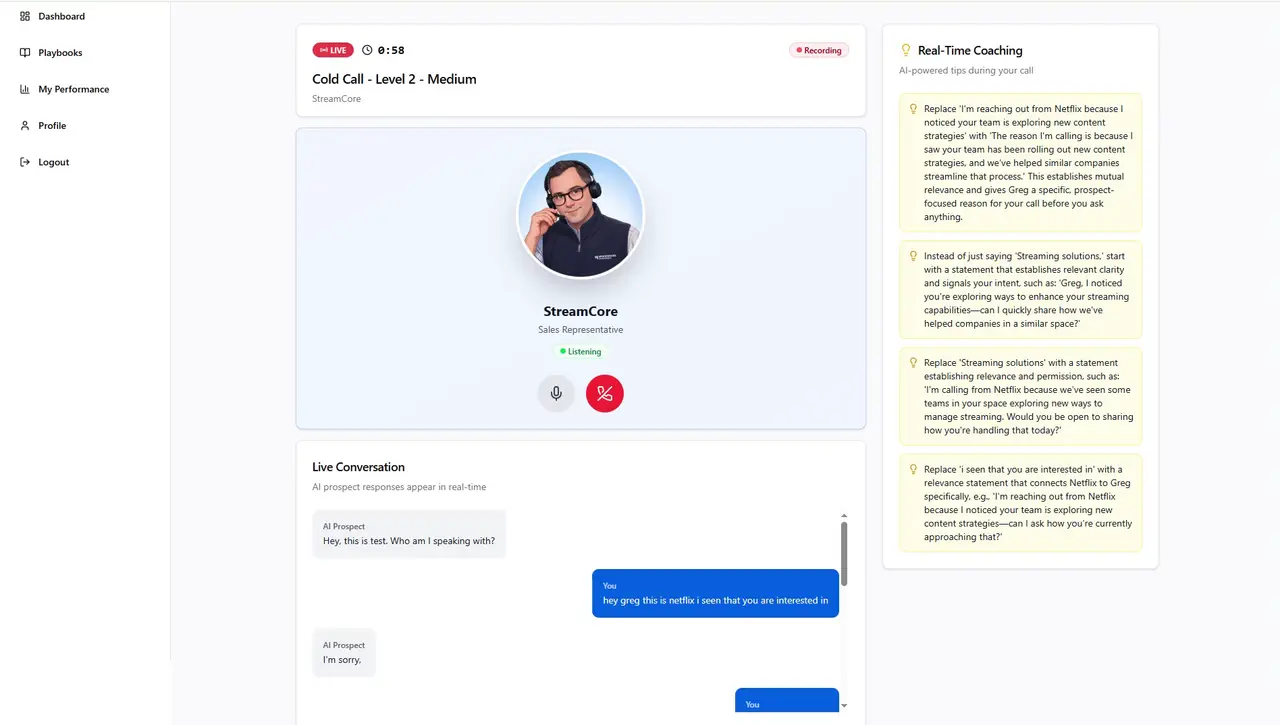 Dashboard
Playbooks
My Performance
Profile
Logout
LIVE
0:58
Recording
Cold Call - Level 2 - Medium
StreamCore
StreamCore
Sales Representative
Listening
Live Conversation
AI prospect responses appear in real-time
AI Prospect
Hey, this is test. Who am I speaking with?
You
hey greg this is netflix i seen that you are interested in
AI Prospect
I'm sorry,
You
Real-Time Coaching
AI-powered tips during your call
Replace 'I'm reaching out from Netflix because I
noticed your team is exploring new content
strategies' with 'The reason I'm calling is because I
saw your team has been rolling out new content
strategies, and we've helped similar companies
streamline that process.' This establishes mutual
relevance and gives Greg a specific, prospect-
focused reason for your call before you ask
anything.
Instead of just saying 'Streaming solutions,' start
with a statement that establishes relevant clarity
and signals your intent, such as: 'Greg, I noticed
you're exploring ways to enhance your streaming
capabilities—can I quickly share how we've
helped companies in a similar space?'
Replace 'Streaming solutions' with a statement
establishing relevance and permission, such as:
'I'm calling from Netflix because we've seen some
teams in your space exploring new ways to
manage streaming. Would you be open to sharing
how you're handling that today?'
Replace 'i seen that you are interested in' with a
relevance statement that connects Netflix to Greg
specifically, e.g., 'I'm reaching out from Netflix
because I noticed your team is exploring new
content strategies—can I ask how you're currently
approaching that?'